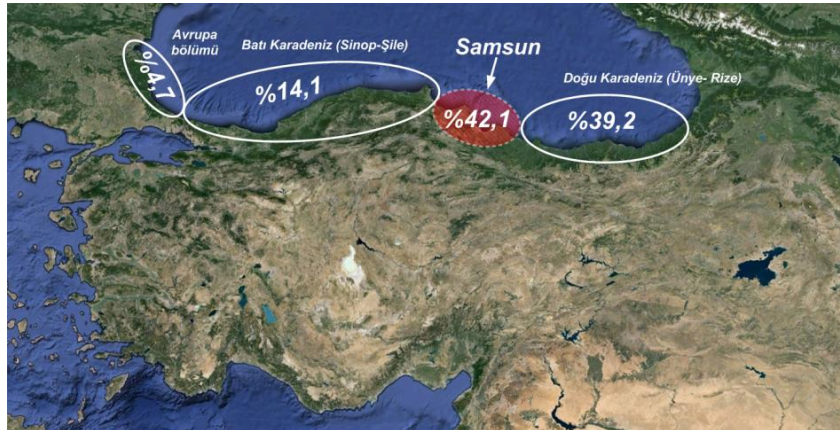 Avrupa
bölümü
%4,7
Batı Karadeniz (Sinop-Şile)
%14,1
Samsun
%42,1
Doğu Karadeniz (Ünye- Rize)
%39,2